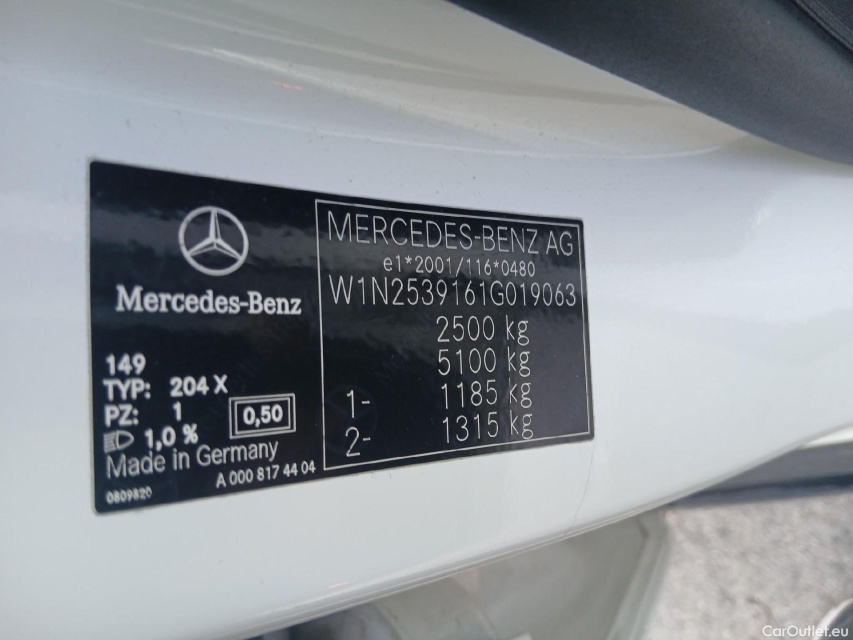 Mercedes-Benz
149
TYP: 204 X
PZ: 1
0,50
1,0 %
Made in Germany
A 000 817 44 04
0809820
MERCEDES-BENZ AG
e1*2001/116*0480
W1N2539161G019063
2500 kg
5100 kg
1- 1185 kg
2- 1315 kg
CarOutlet.eu